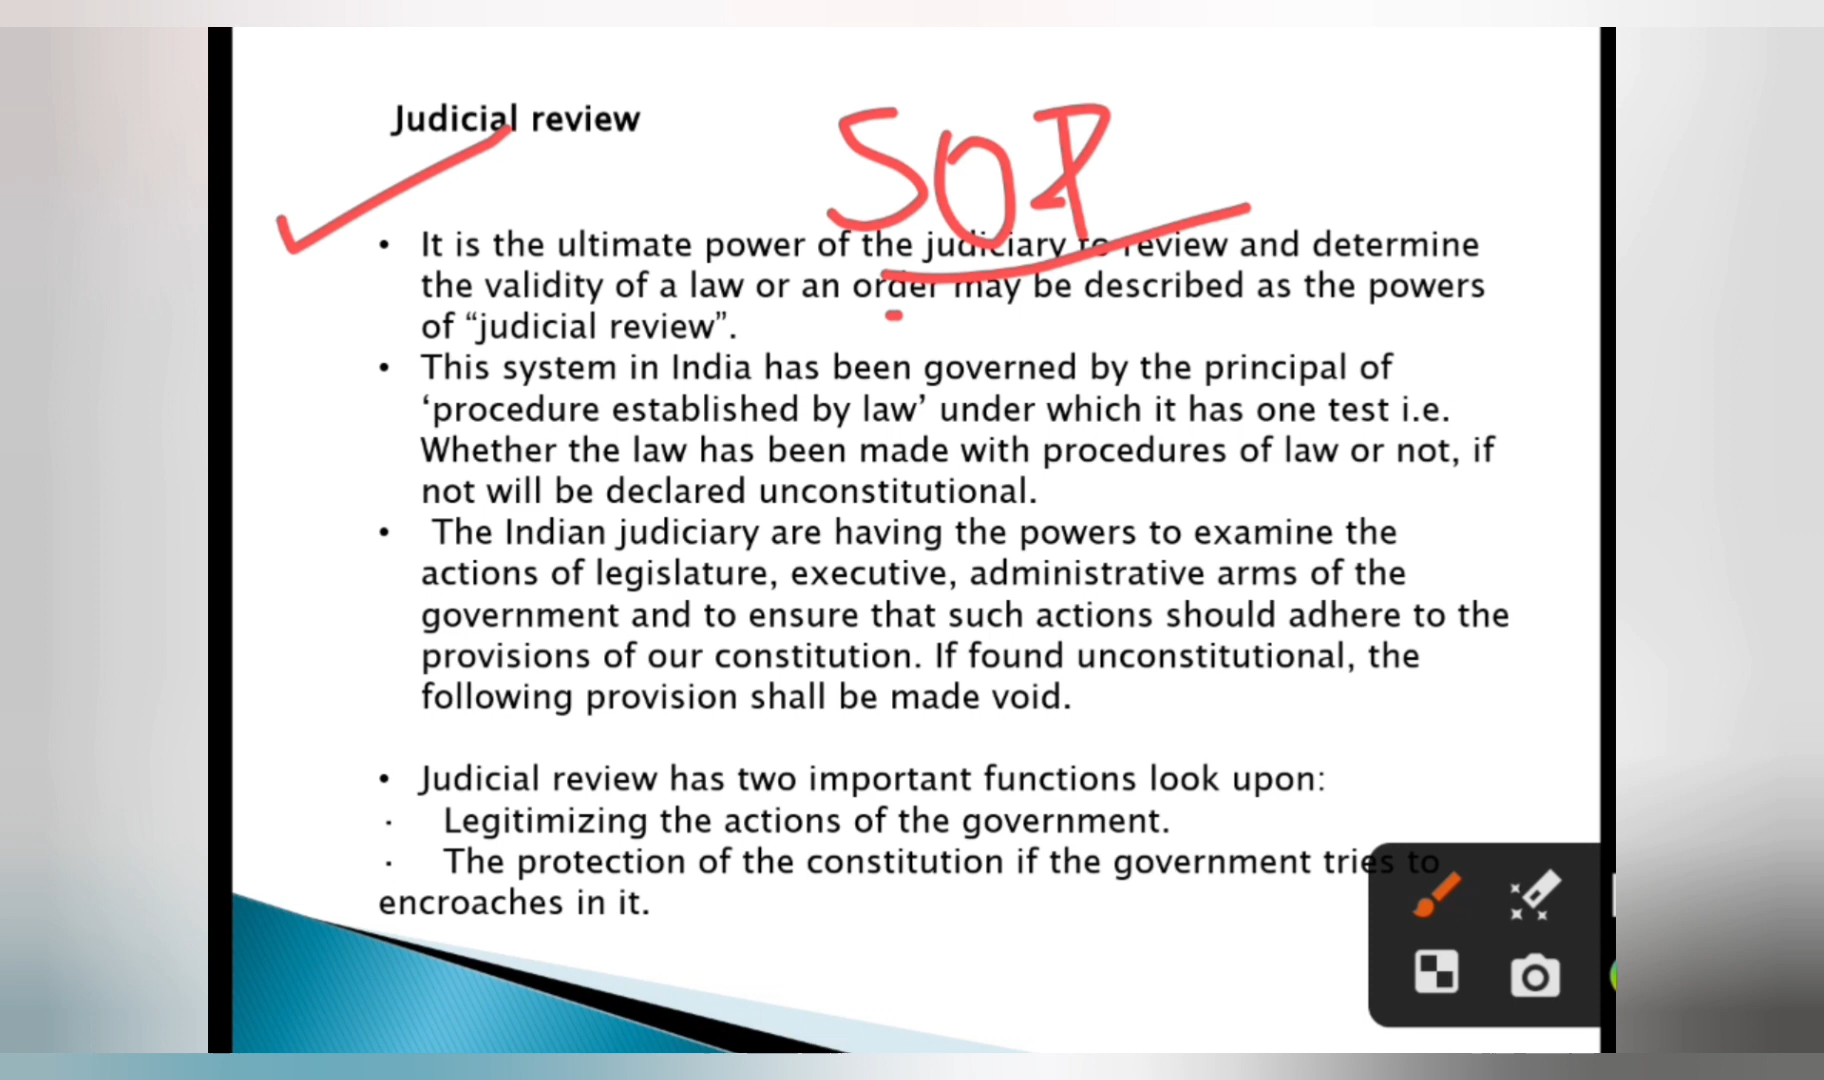 Judicial review
SOP
• It is the ultimate power of the judiciary to review and determine
the validity of a law or an order may be described as the powers
of “judicial review”.
• This system in India has been governed by the principal of
‘procedure established by law’ under which it has one test i.e.
Whether the law has been made with procedures of law or not, if
not will be declared unconstitutional.
• The Indian judiciary are having the powers to examine the
actions of legislature, executive, administrative arms of the
government and to ensure that such actions should adhere to the
provisions of our constitution. If found unconstitutional, the
following provision shall be made void.
• Judicial review has two important functions look upon:
· Legitimizing the actions of the government.
· The protection of the constitution if the government tries to
encroaches in it.